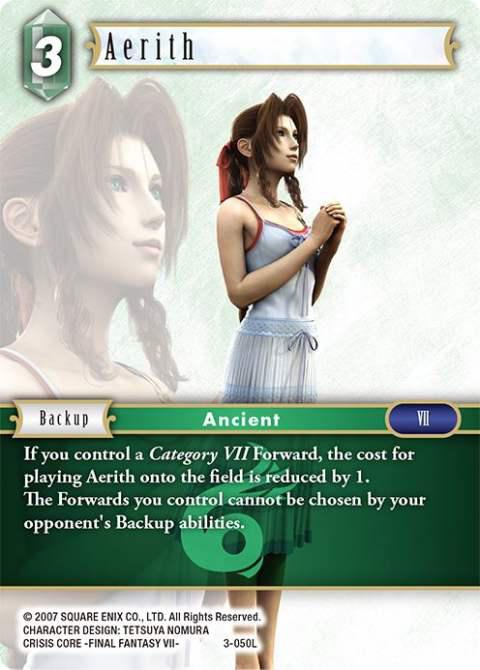 3
Aerith
Backup
Ancient
VII
If you control a Category VII Forward, the cost for
playing Aerith onto the field is reduced by 1.
The Forwards you control cannot be chosen by your
opponent's Backup abilities.
© 2007 SQUARE ENIX CO., LTD. All Rights Reserved.
CHARACTER DESIGN: TETSUYA NOMURA
CRISIS CORE -FINAL FANTASY VII- 3-050L